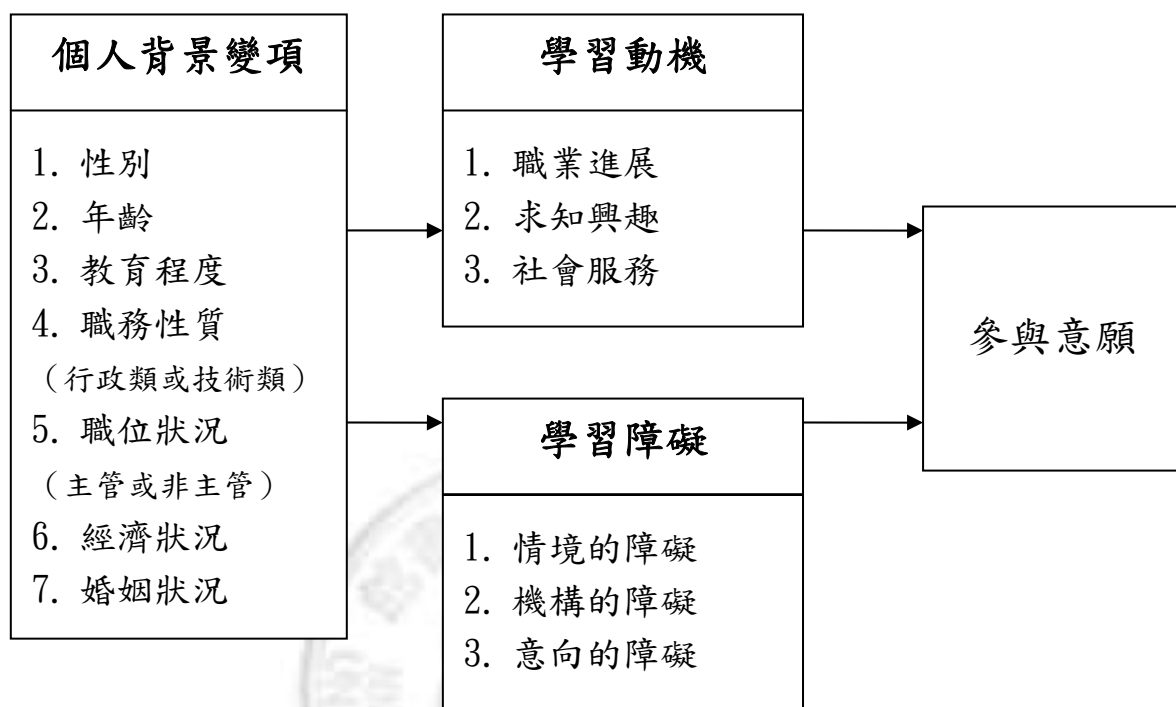 個人背景變項
1. 性別
2. 年齡
3. 教育程度
4. 職務性質
（行政類或技術類）
5. 職位狀況
（主管或非主管）
6. 經濟狀況
7. 婚姻狀況
學習動機
1. 職業進展
2. 求知興趣
3. 社會服務
學習障礙
1. 情境的障礙
2. 機構的障礙
3. 意向的障礙
參與意願